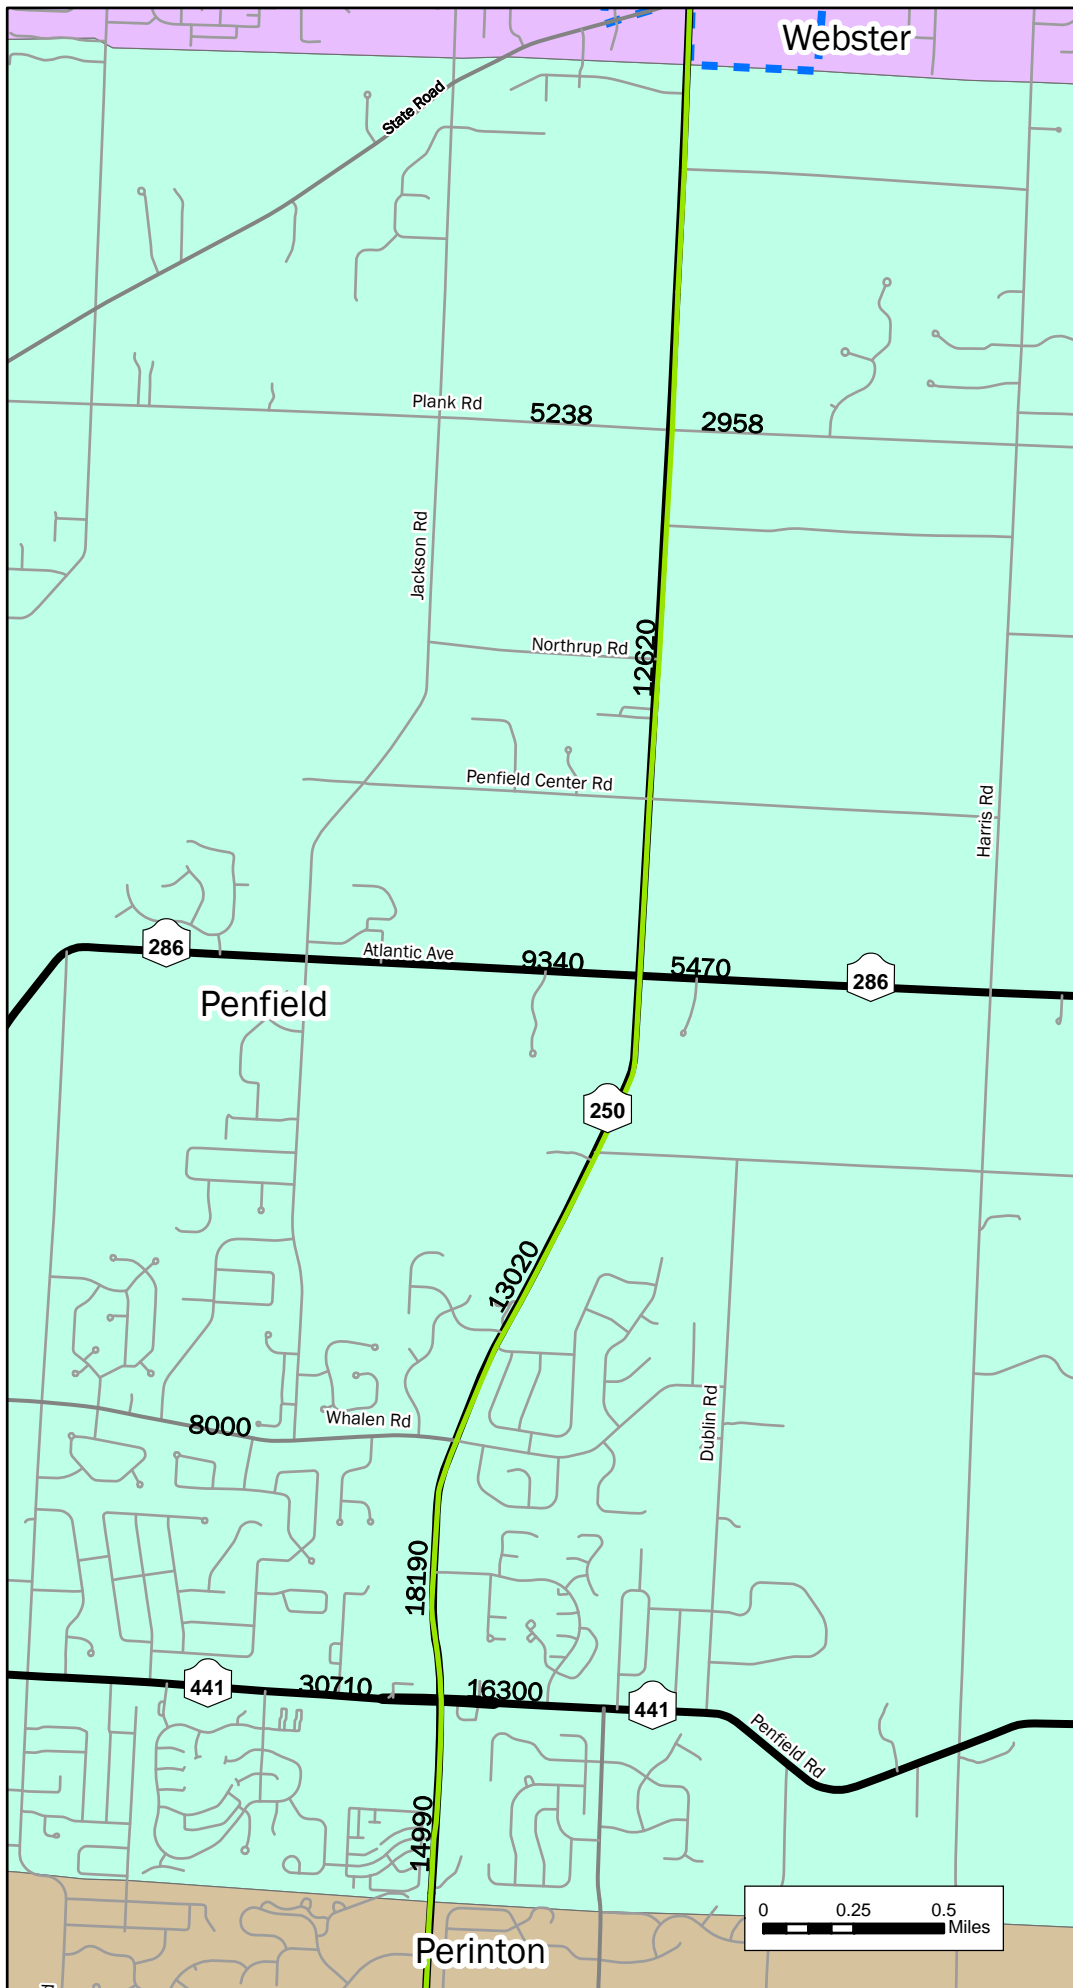 Webster
State Road
Plank Rd
5238
2958
Jackson Rd
Northrup Rd
12620
Penfield Center Rd
Harris Rd
286
Atlantic Ave
9340
5470
286
Penfield
250
13020
8000
Whalen Rd
Dublin Rd
18190
441
30710
16300
441
Penfield Rd
14990
0 0.25 0.5
Miles
Perinton